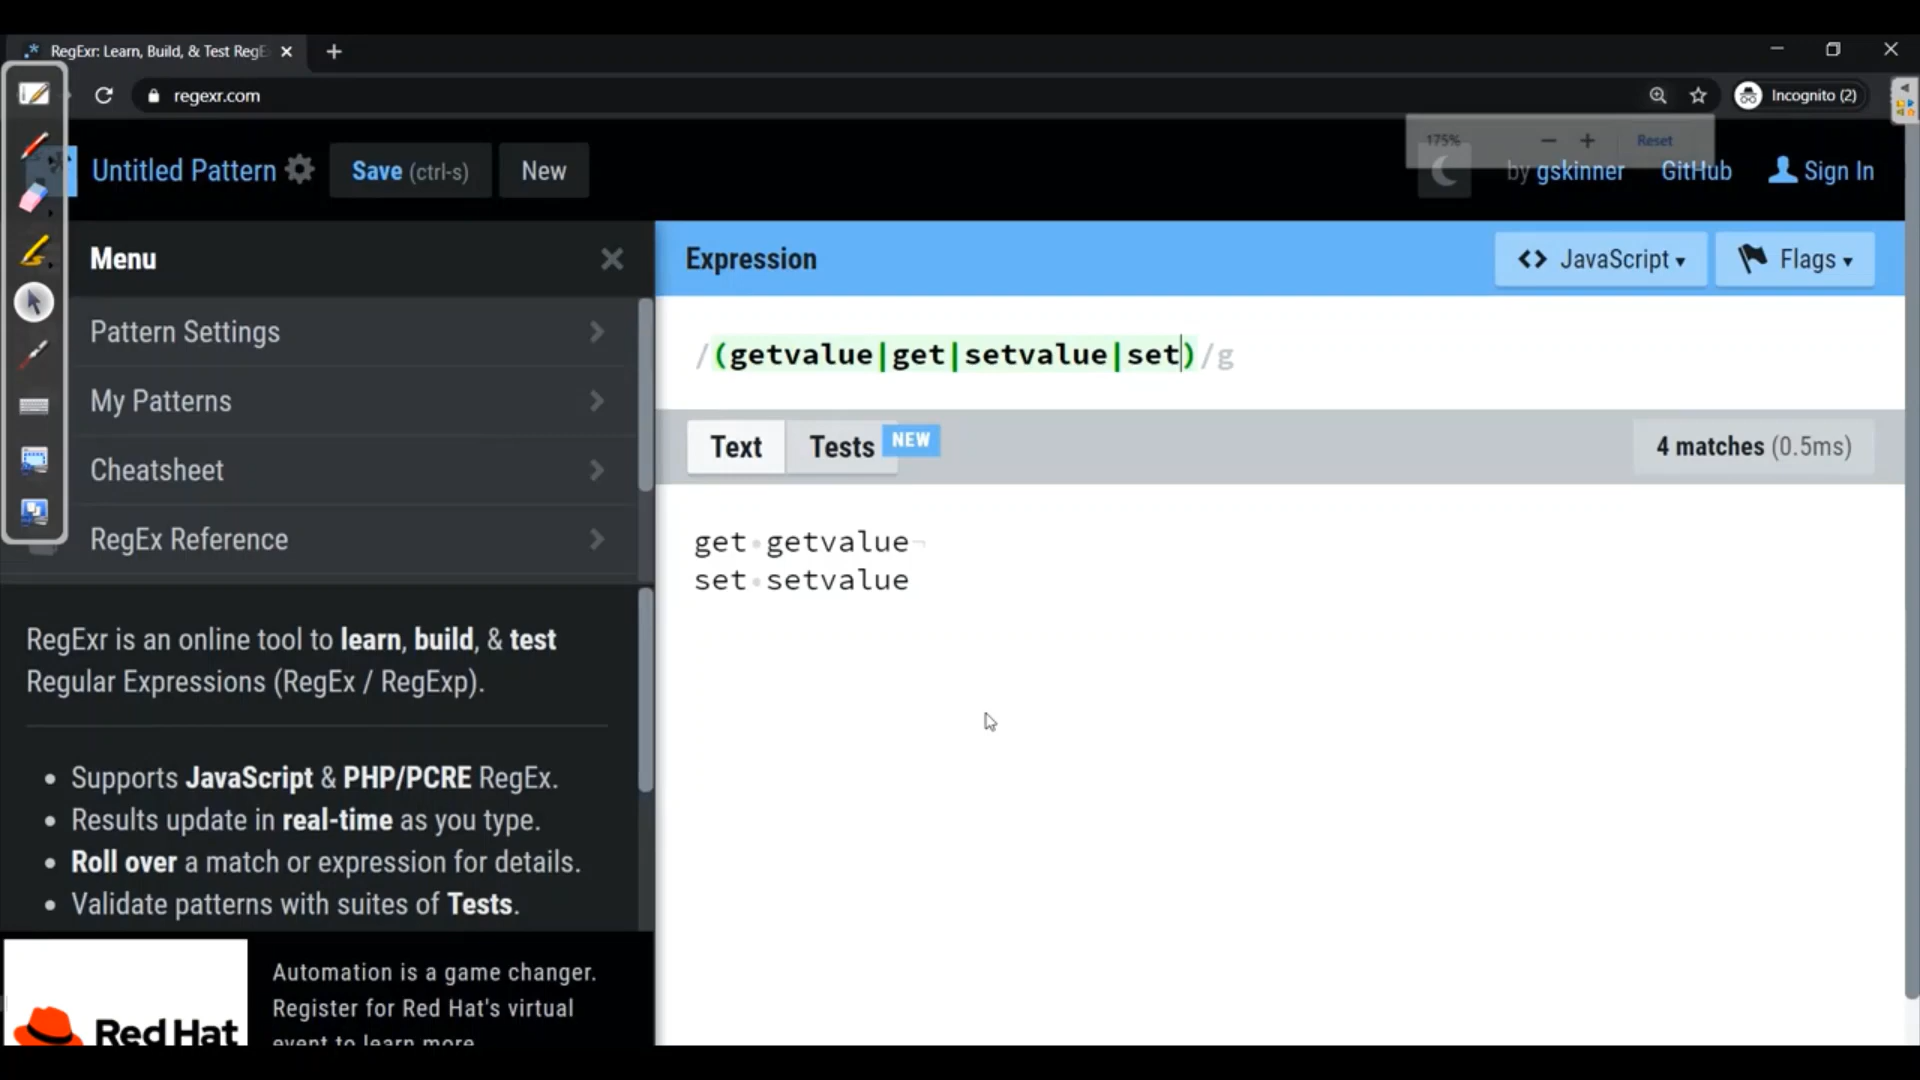 RegExr: Learn, Build, & Test RegE
regexr.com
Incognito (2)
175%
Reset
Untitled Pattern
Save (ctrl-s)
New
by gskinner
GitHub
Sign In
Menu
Expression
JavaScript
Flags
Pattern Settings
/(getvalue|get|setvalue|set)/g
My Patterns
Text
Tests
NEW
4 matches (0.5ms)
Cheatsheet
RegEx Reference
get getvalue
set setvalue
RegExr is an online tool to learn, build, & test
Regular Expressions (RegEx / RegExp).
• Supports JavaScript & PHP/PCRE RegEx.
• Results update in real-time as you type.
• Roll over a match or expression for details.
• Validate patterns with suites of Tests.
Automation is a game changer.
Register for Red Hat's virtual
event to learn more
Red Hat